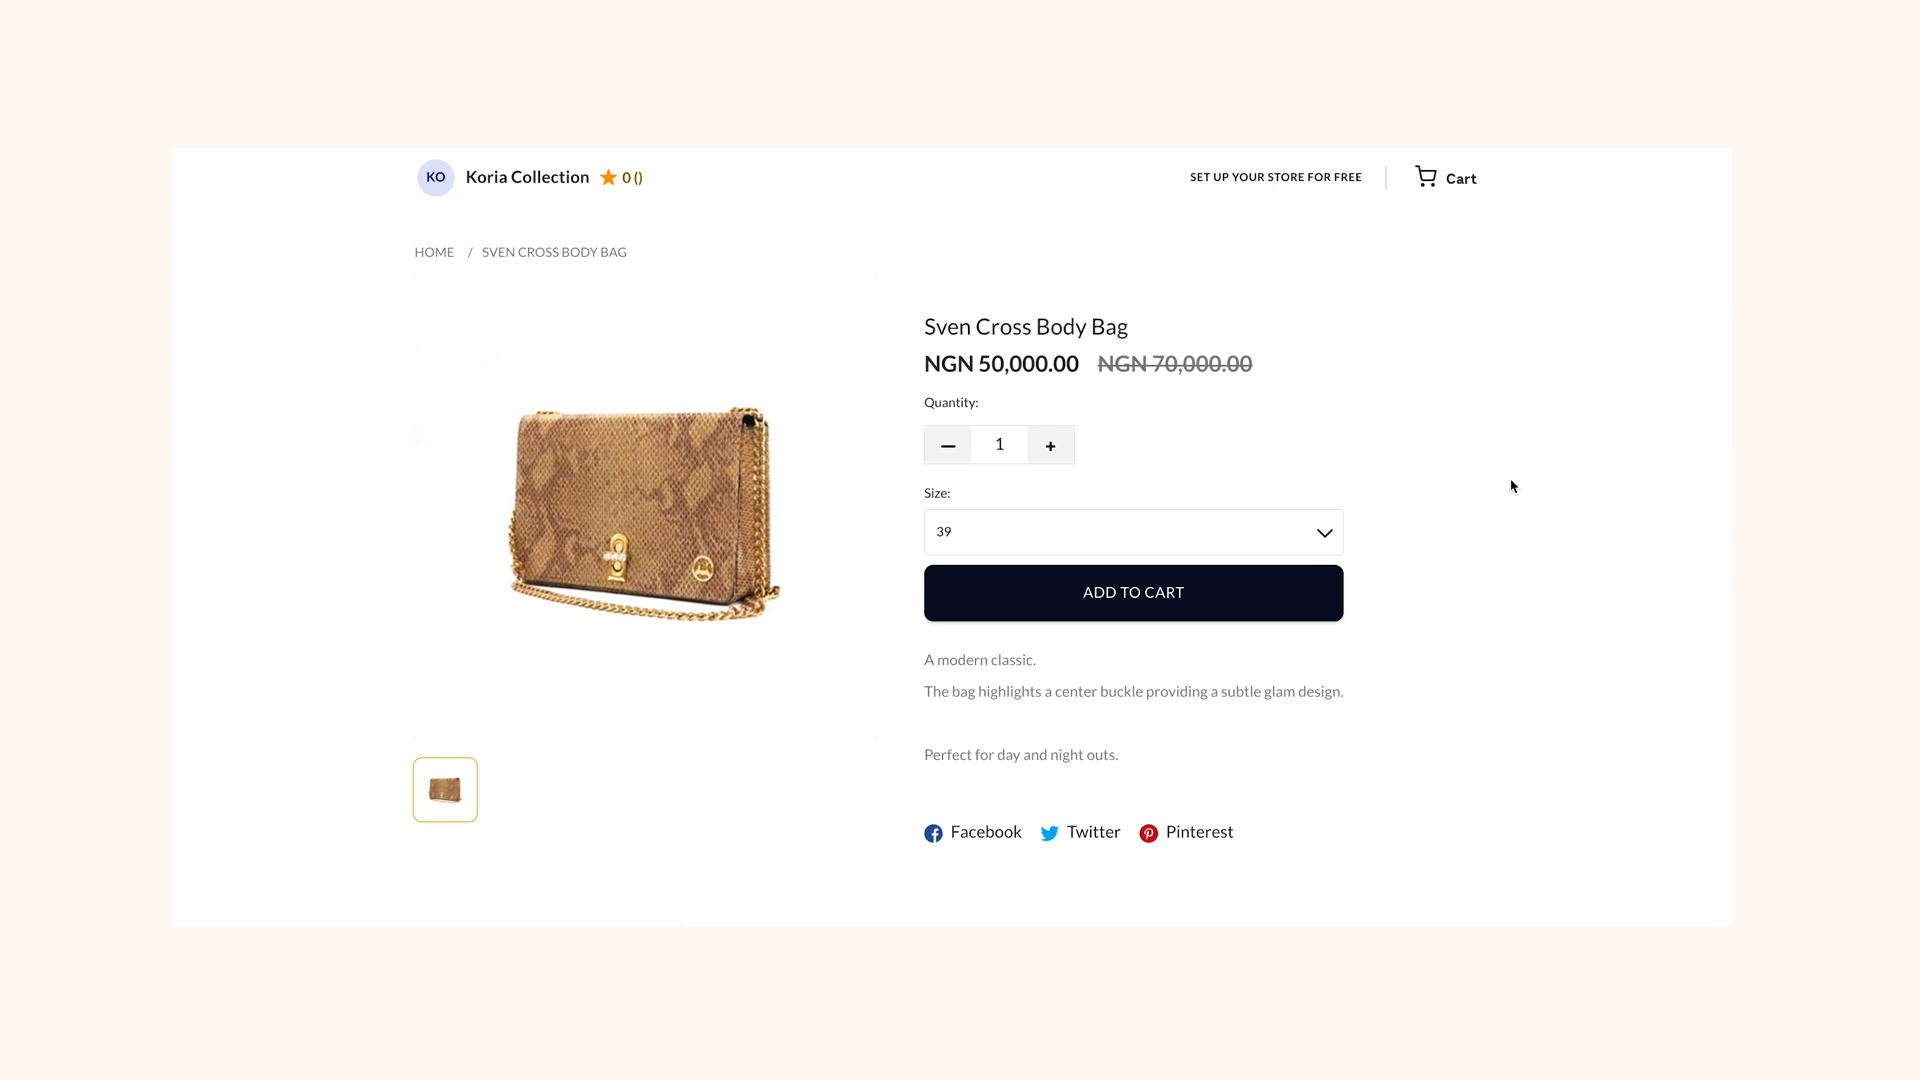 KO Koria Collection 0 () SET UP YOUR STORE FOR FREE Cart
HOME / SVEN CROSS BODY BAG
Sven Cross Body Bag
NGN 50,000.00 NGN 70,000.00
Quantity:
1
Size:
39
ADD TO CART
A modern classic.
The bag highlights a center buckle providing a subtle glam design.
Perfect for day and night outs.
Facebook Twitter Pinterest